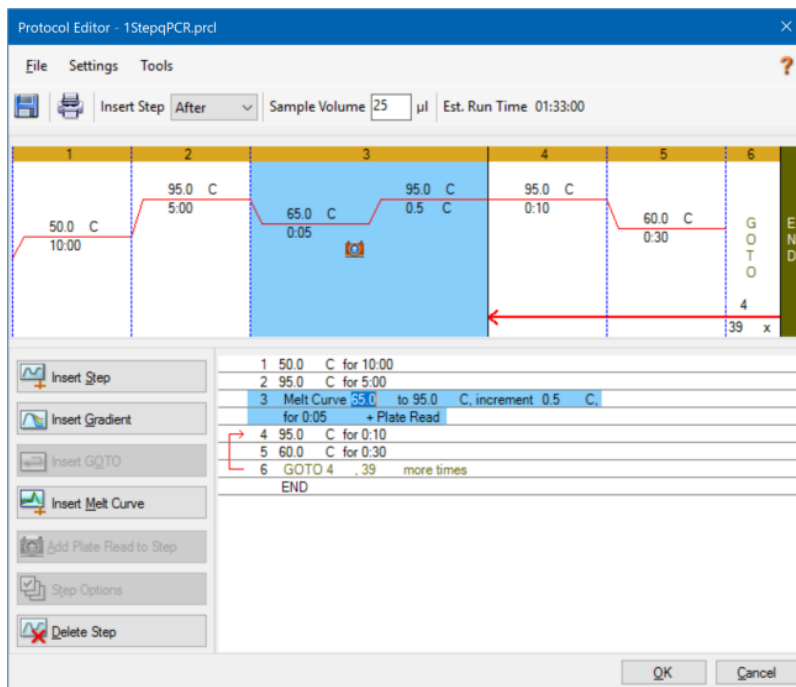 Protocol Editor - 1StepqPCR.prcl
File Settings Tools ?
Insert Step After Sample Volume 25 μl Est. Run Time 01:33:00
1 2 3 4 5 6
50.0 C
10:00
95.0 C
5:00
65.0 C
0:05
95.0 C
0.5 C
95.0 C
0:10
60.0 C
0:30
GOTO
4
39 x
END
Insert Step
Insert Gradient
Insert GOTO
Insert Melt Curve
Add Plate Read to Step
Step Options
Delete Step
1 50.0 C for 10:00
2 95.0 C for 5:00
3 Melt Curve 65.0 to 95.0 C, increment 0.5 C,
for 0:05 + Plate Read
4 95.0 C for 0:10
5 60.0 C for 0:30
6 GOTO 4 , 39 more times
END
OK Cancel